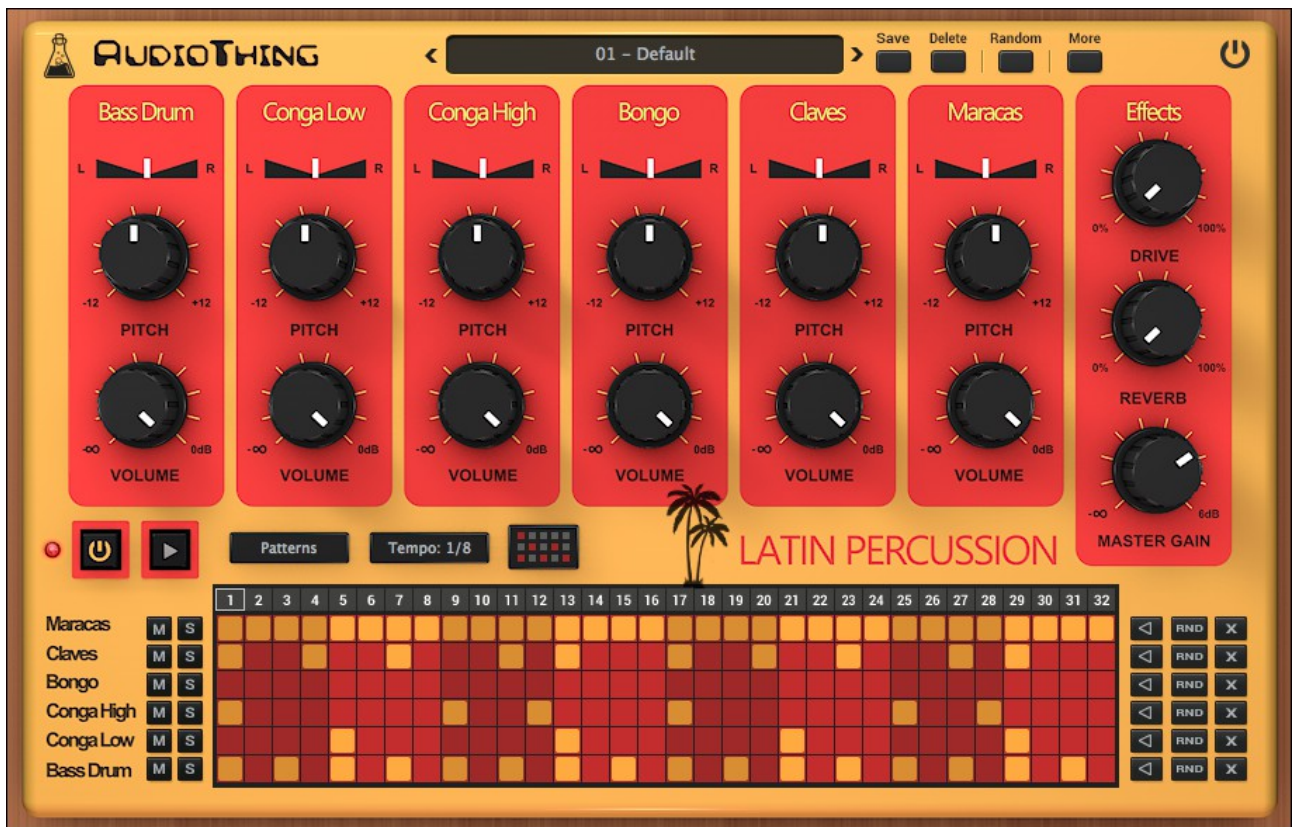 AUDIOTHING
01 – Default
Save Delete Random More
Bass Drum Conga Low Conga High Bongo Claves Maracas Effects
L R L R L R L R L R L R
0% 100%
DRIVE
-12 +12 -12 +12 -12 +12 -12 +12 -12 +12 -12 +12
PITCH PITCH PITCH PITCH PITCH PITCH
0% 100%
REVERB
-∞ 0dB -∞ 0dB -∞ 0dB -∞ 0dB -∞ 0dB -∞ 0dB
VOLUME VOLUME VOLUME VOLUME VOLUME VOLUME
-∞ 6dB
MASTER GAIN
Patterns Tempo: 1/8
LATIN PERCUSSION
1 2 3 4 5 6 7 8 9 10 11 12 13 14 15 16 17 18 19 20 21 22 23 24 25 26 27 28 29 30 31 32
Maracas M S RND X
Claves M S RND X
Bongo M S RND X
Conga High M S RND X
Conga Low M S RND X
Bass Drum M S RND X